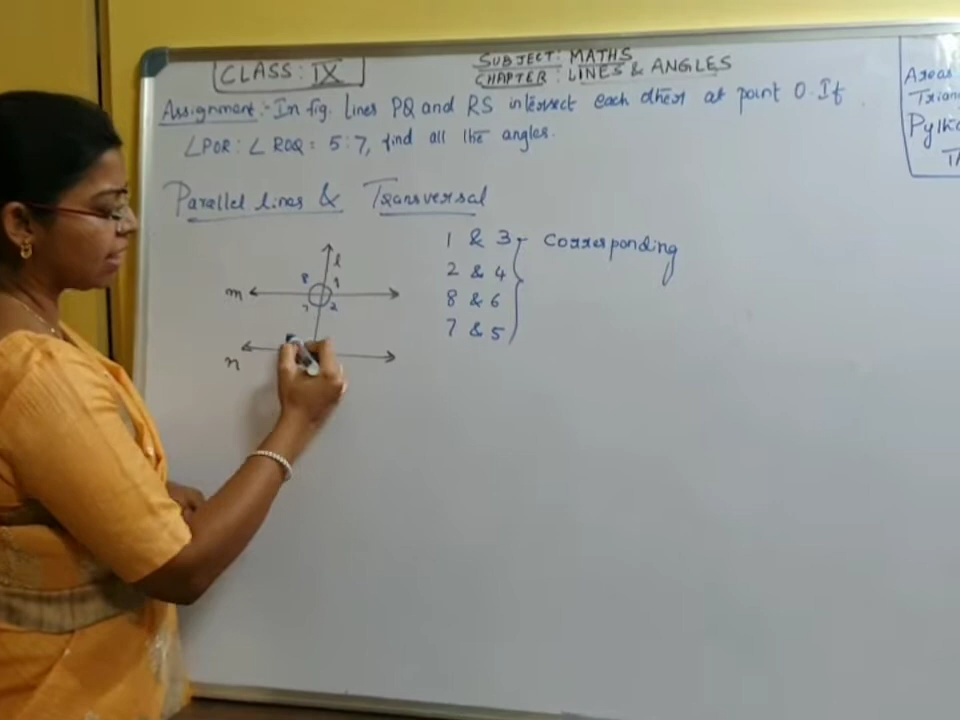 CLASS: IX
SUBJECT: MATHS
CHAPTER: LINES & ANGLES
Assignment:- In fig. lines PQ and RS intersect each other at point O. If
∠POR: ∠ROQ = 5:7, find all the angles.
Areas
Parallel lines & Transversal
l
8 1
m
7 2
n
1 & 3 - Corresponding
2 & 4
8 & 6
7 & 5